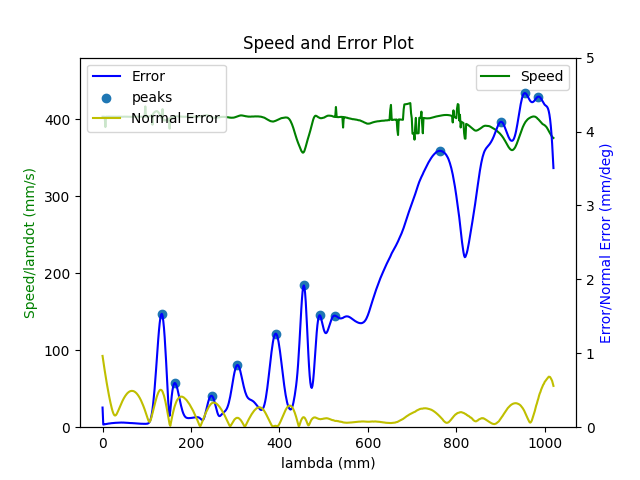 Speed and Error Plot
Error
peaks
Normal Error
Speed
400
300
200
100
0
5
4
3
2
1
0
0 200 400 600 800 1000
lambda (mm)
Speed/lamdot (mm/s)
Error/Normal Error (mm/deg)